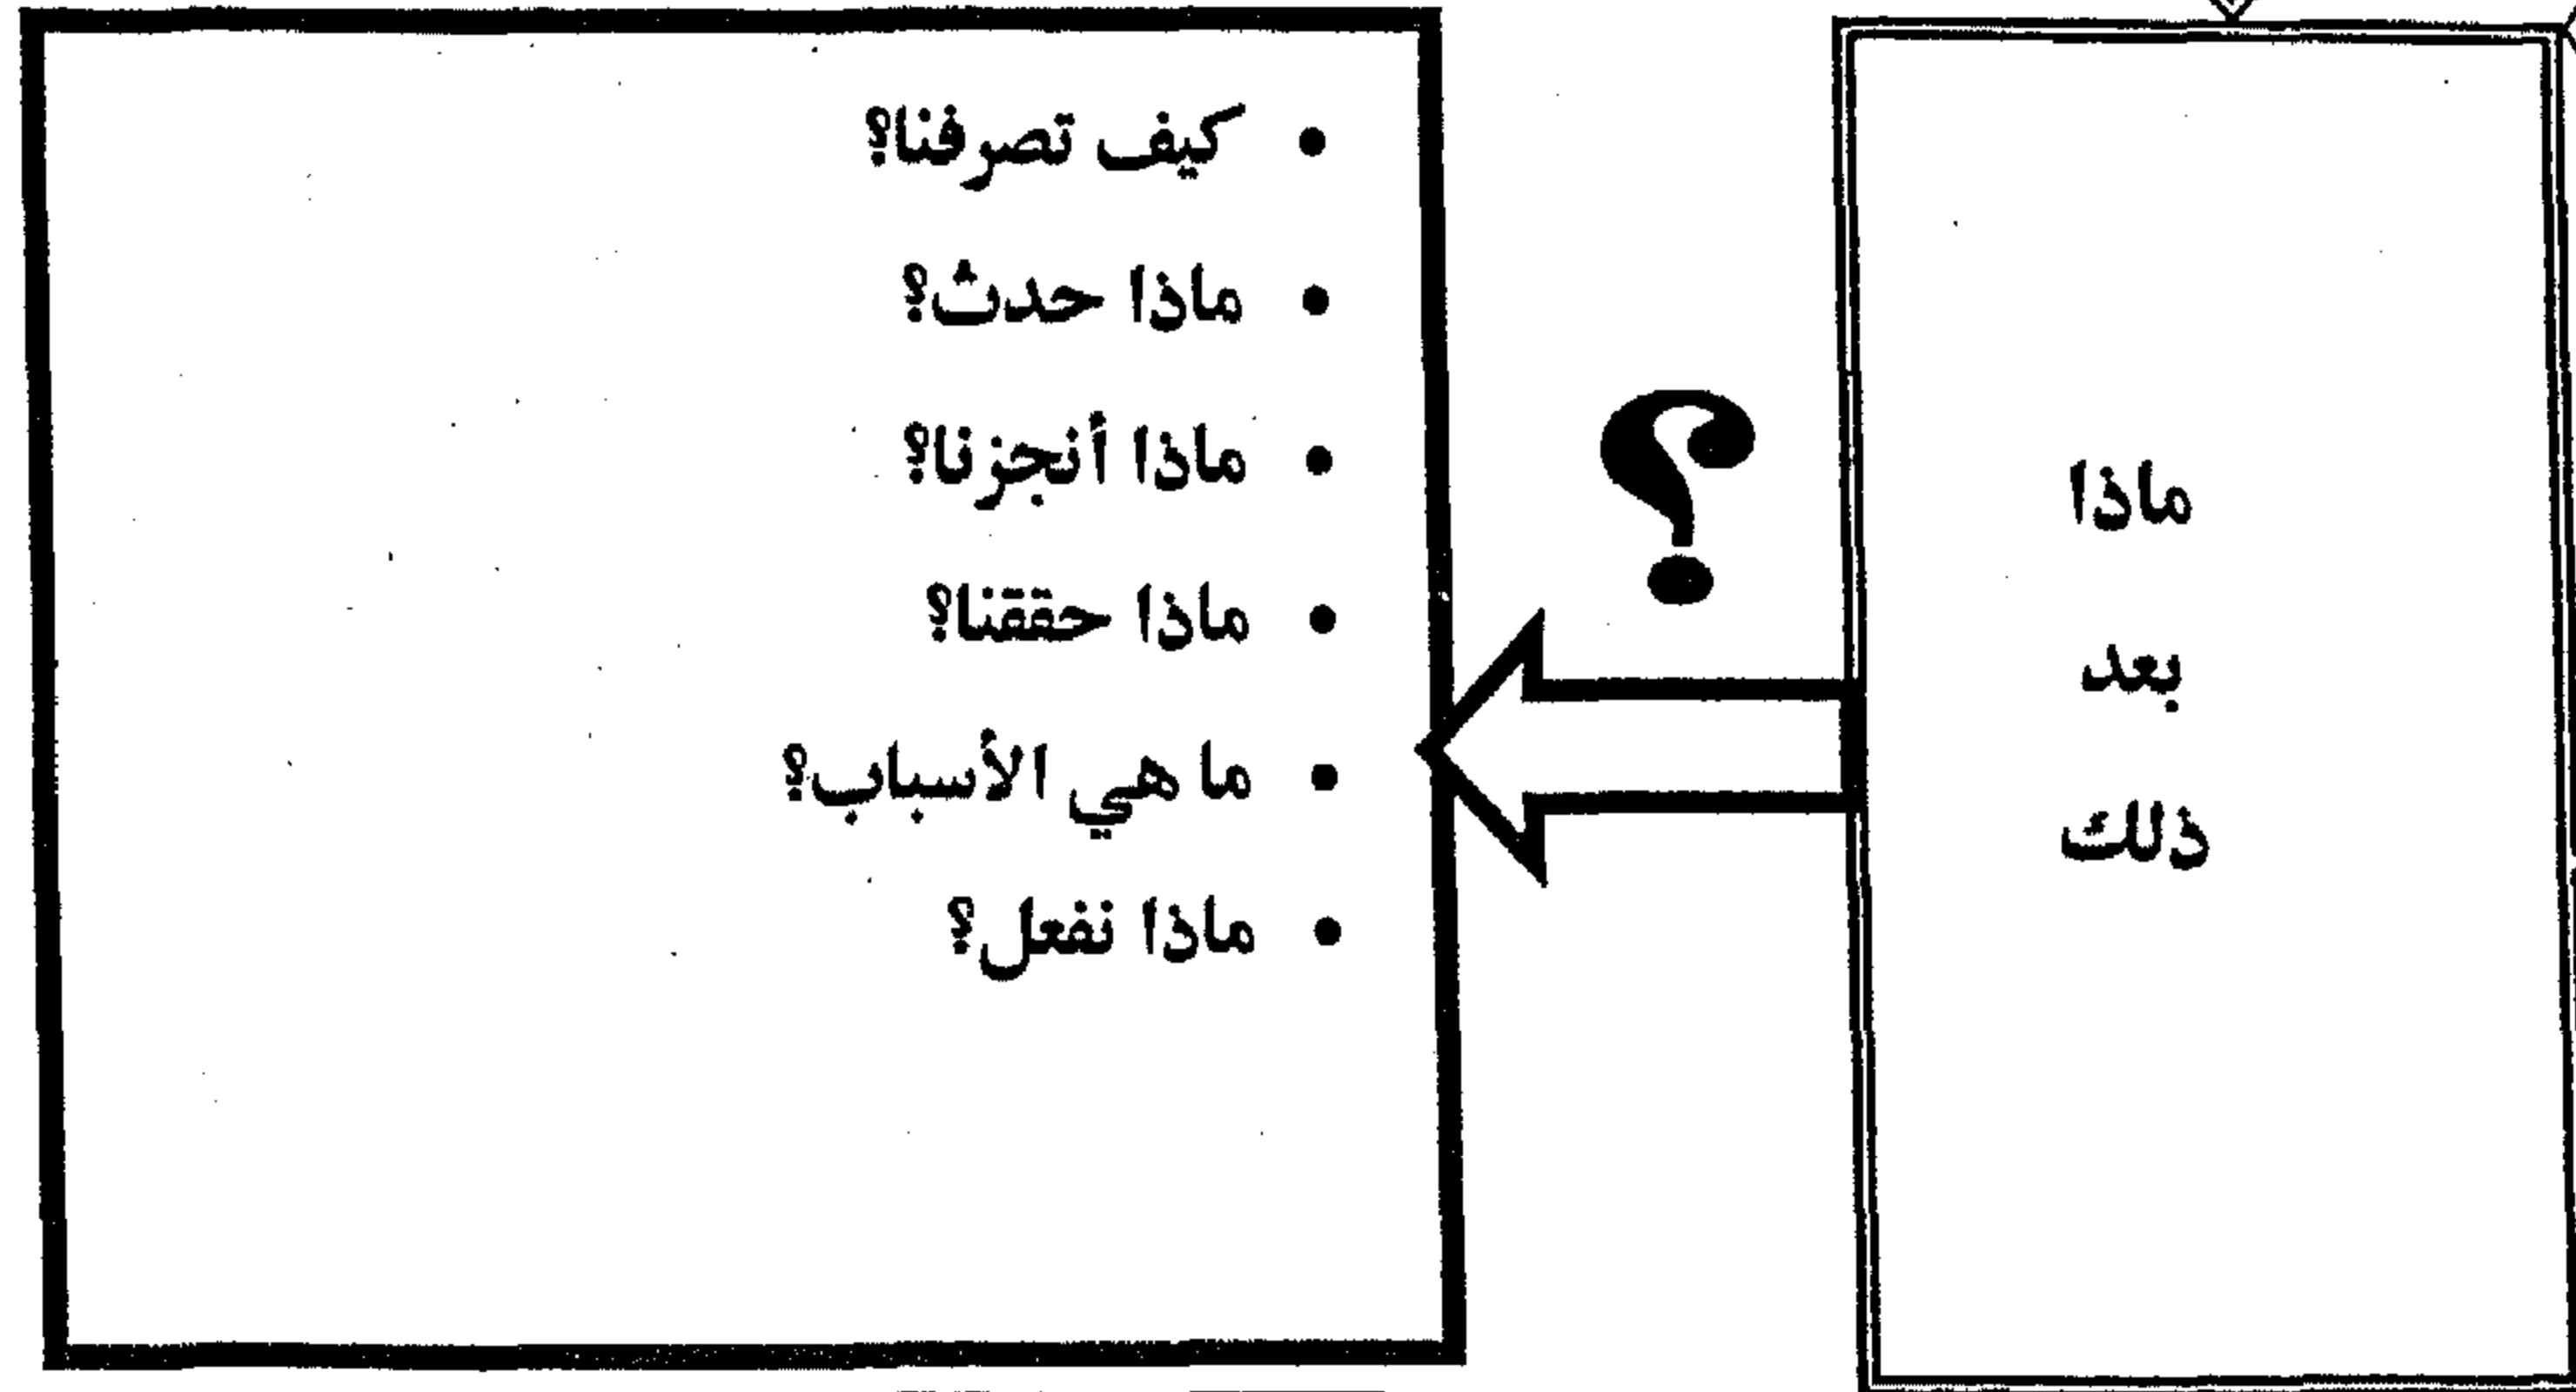 ماذا
بعد
ذلك
؟
• كيف تصرفنا؟
• ماذا حدث؟
• ماذا أنجزنا؟
• ماذا حققنا؟
• ما هي الأسباب؟
• ماذا نفعل؟